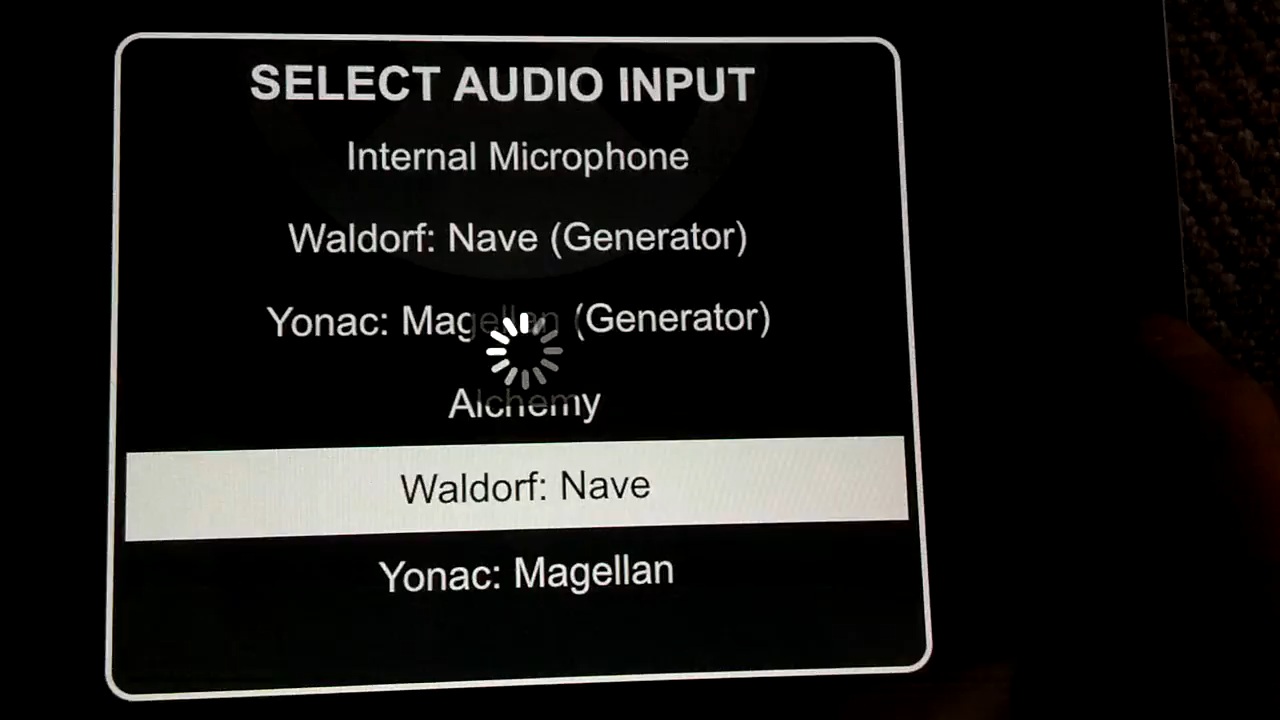 SELECT AUDIO INPUT
Internal Microphone
Waldorf: Nave (Generator)
Yonac: Magellan (Generator)
Alchemy
Waldorf: Nave
Yonac: Magellan